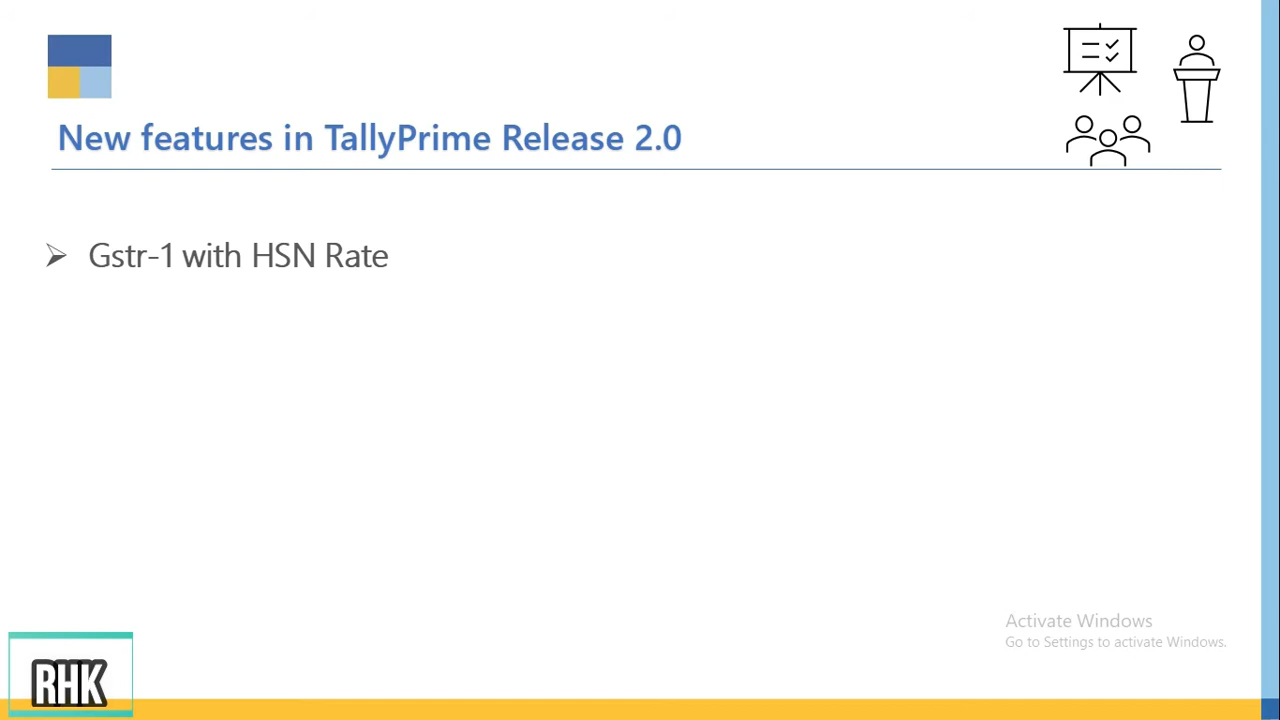 New features in TallyPrime Release 2.0
➢ Gstr-1 with HSN Rate
Activate Windows
Go to Settings to activate Windows.
RHK